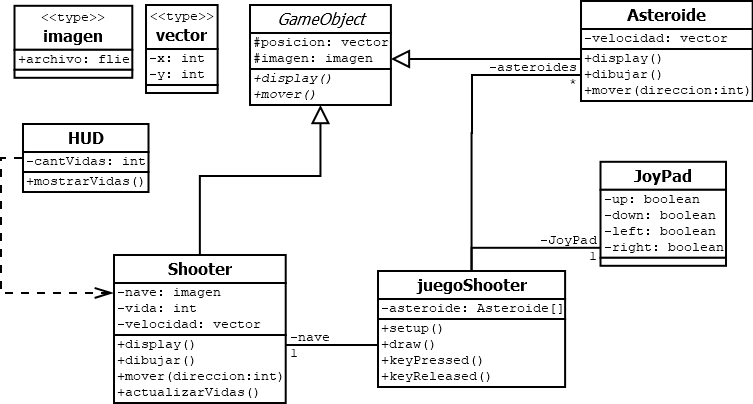 <<type>>
imagen
+archivo: flie
<<type>>
vector
-x: int
-y: int
GameObject
#posicion: vector
#imagen: imagen
+display()
+mover()
Asteroide
-velocidad: vector
+display()
+dibujar()
+mover(direccion:int)
-asteroides
*
HUD
-cantVidas: int
+mostrarVidas()
JoyPad
-up: boolean
-down: boolean
-left: boolean
-right: boolean
-JoyPad
1
Shooter
-nave: imagen
-vida: int
-velocidad: vector
+display()
+dibujar()
+mover(direccion:int)
+actualizarVidas()
-nave
1
juegoShooter
-asteroide: Asteroide[]
+setup()
+draw()
+keyPressed()
+keyReleased()